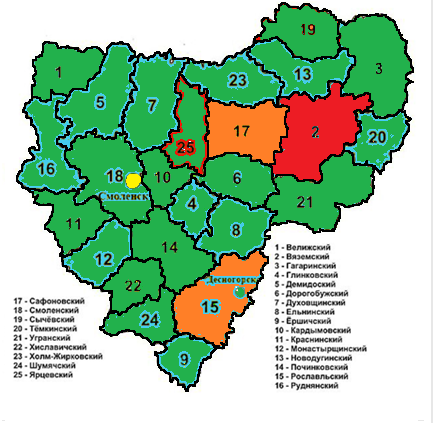 19
1
3
23
13
5
7
17
2
25
20
16
18
10
6
Смоленск
4
21
11
8
12
14
Десногорск
22
15
24
9
1 - Велижский
2 - Вяземский
3 - Гагаринский
4 - Глинковский
5 - Демидоский
6 - Дорогобужский
7 - Духовщинский
8 - Ельнинский
9 - Ёршичский
10 - Кардымовский
11 - Краснинский
12 - Монастырщинский
13 - Новодугинский
14 - Починковский
15 - Рославльский
16 - Руднянский
17 - Сафоновский
18 - Смоленский
19 - Сычёвский
20 - Тёмкинский
21 - Угранский
22 - Хиславичский
23 - Холм-Жирковский
24 - Шумячский
25 - Ярцевский